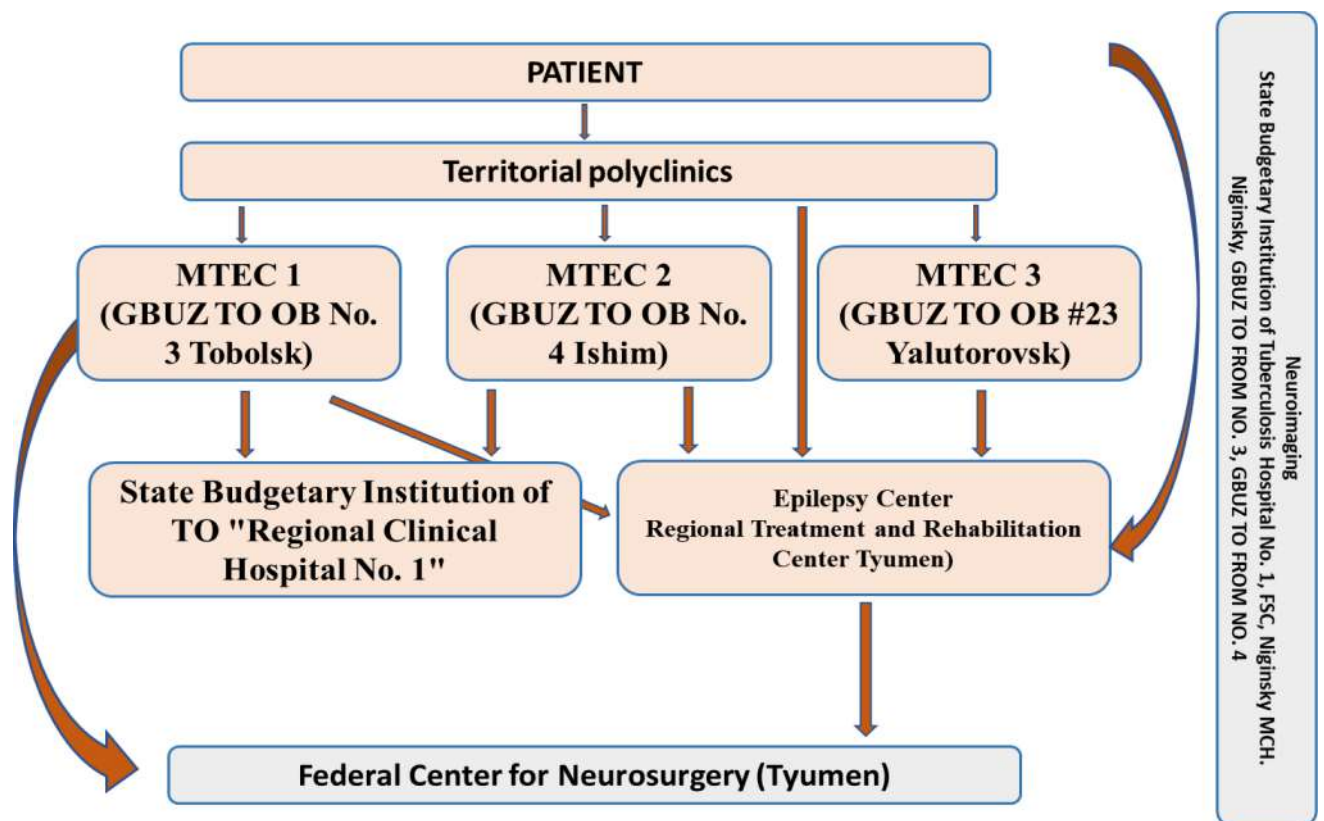 PATIENT
Territorial polyclinics
MTEC 1
(GBUZ TO OB No.
3 Tobolsk)
MTEC 2
(GBUZ TO OB No.
4 Ishim)
MTEC 3
(GBUZ TO OB #23
Yalutorovsk)
State Budgetary Institution of
TO "Regional Clinical
Hospital No. 1"
Epilepsy Center
Regional Treatment and Rehabilitation
Center Tyumen)
Federal Center for Neurosurgery (Tyumen)
Neuroimaging
State Budgetary Institution of Tuberculosis Hospital No. 1, FSC, Niginsky MCH.
Niginsky, GBUZ TO FROM NO. 3, GBUZ TO FROM NO. 4